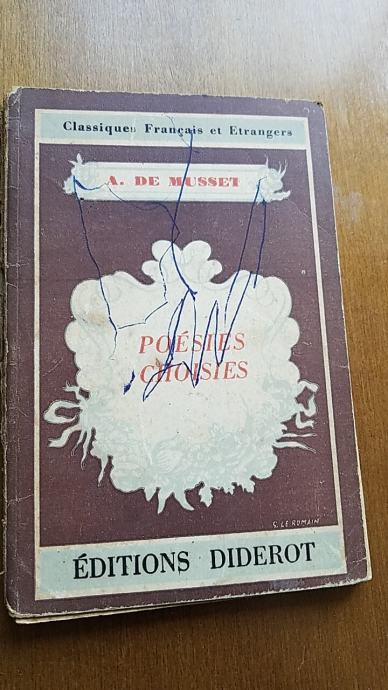 Classiques Français et Etrangers
A. DE MUSSET
POÉSIES
CHOISIES
S. LE ROMAIN
ÉDITIONS DIDEROT